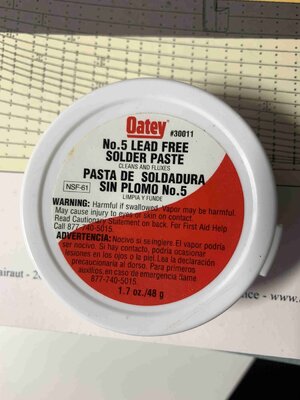 Oatey
#30011
No.5 LEAD FREE
SOLDER PASTE
CLEANS AND FLUXES
PASTA DE SOLDADURA
SIN PLOMO No.5
LIMPIA Y FUNDE
NSF-61
WARNING: Harmful if swallowed. Vapor may be harmful.
May cause injury to eyes or skin on contact.
Read Cautionary Statement on back. For First Aid Help
Call 877-740-5015.
ADVERTENCIA: Nocivo si se ingiere. El vapor podría
ser nocivo. Si hay contacto, podría ocasionar
lesiones en los ojos o la piel. Lea la declaración
precaucionaria al dorso. Para primeros
auxilios, en caso de emergencia llame
877-740-5015.
1.7 oz./48 g